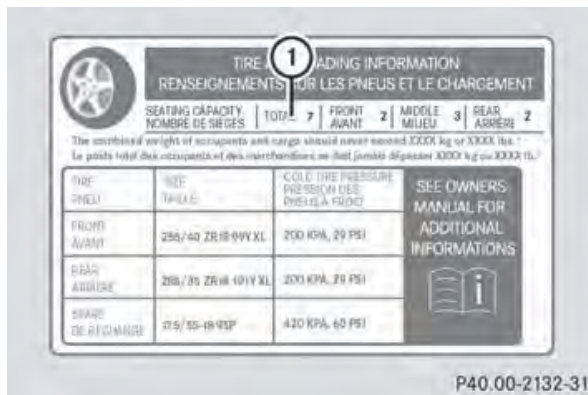 1
TIRE AND LOADING INFORMATION
RENSEIGNEMENTS SUR LES PNEUS ET LE CHARGEMENT
SEATING CAPACITY TOTAL 7 FRONT 2 MIDDLE 3 REAR 2
NOMBRE DE SIEGES AVANT MILIEU ARRIÈRE
The combined weight of occupants and cargo should never exceed XXXX kg or XXXX lbs.
Le poids total des occupants et des marchandises ne doit jamais dépasser XXXX kg ou XXXX lb.
TIRE SIZE COLD TIRE PRESSURE
PNEU TAILLE PRESSION DES
PNEUS A FROID
SEE OWNERS
MANUAL FOR
ADDITIONAL
INFORMATIONS
i
FRONT
AVANT 200 KPA, 29 PSI
REAR
ARRIERE 200 KPA, 29 PSI
SPARE
DE RECHANGE 420 KPA, 60 PSI
P40.00-2132-31